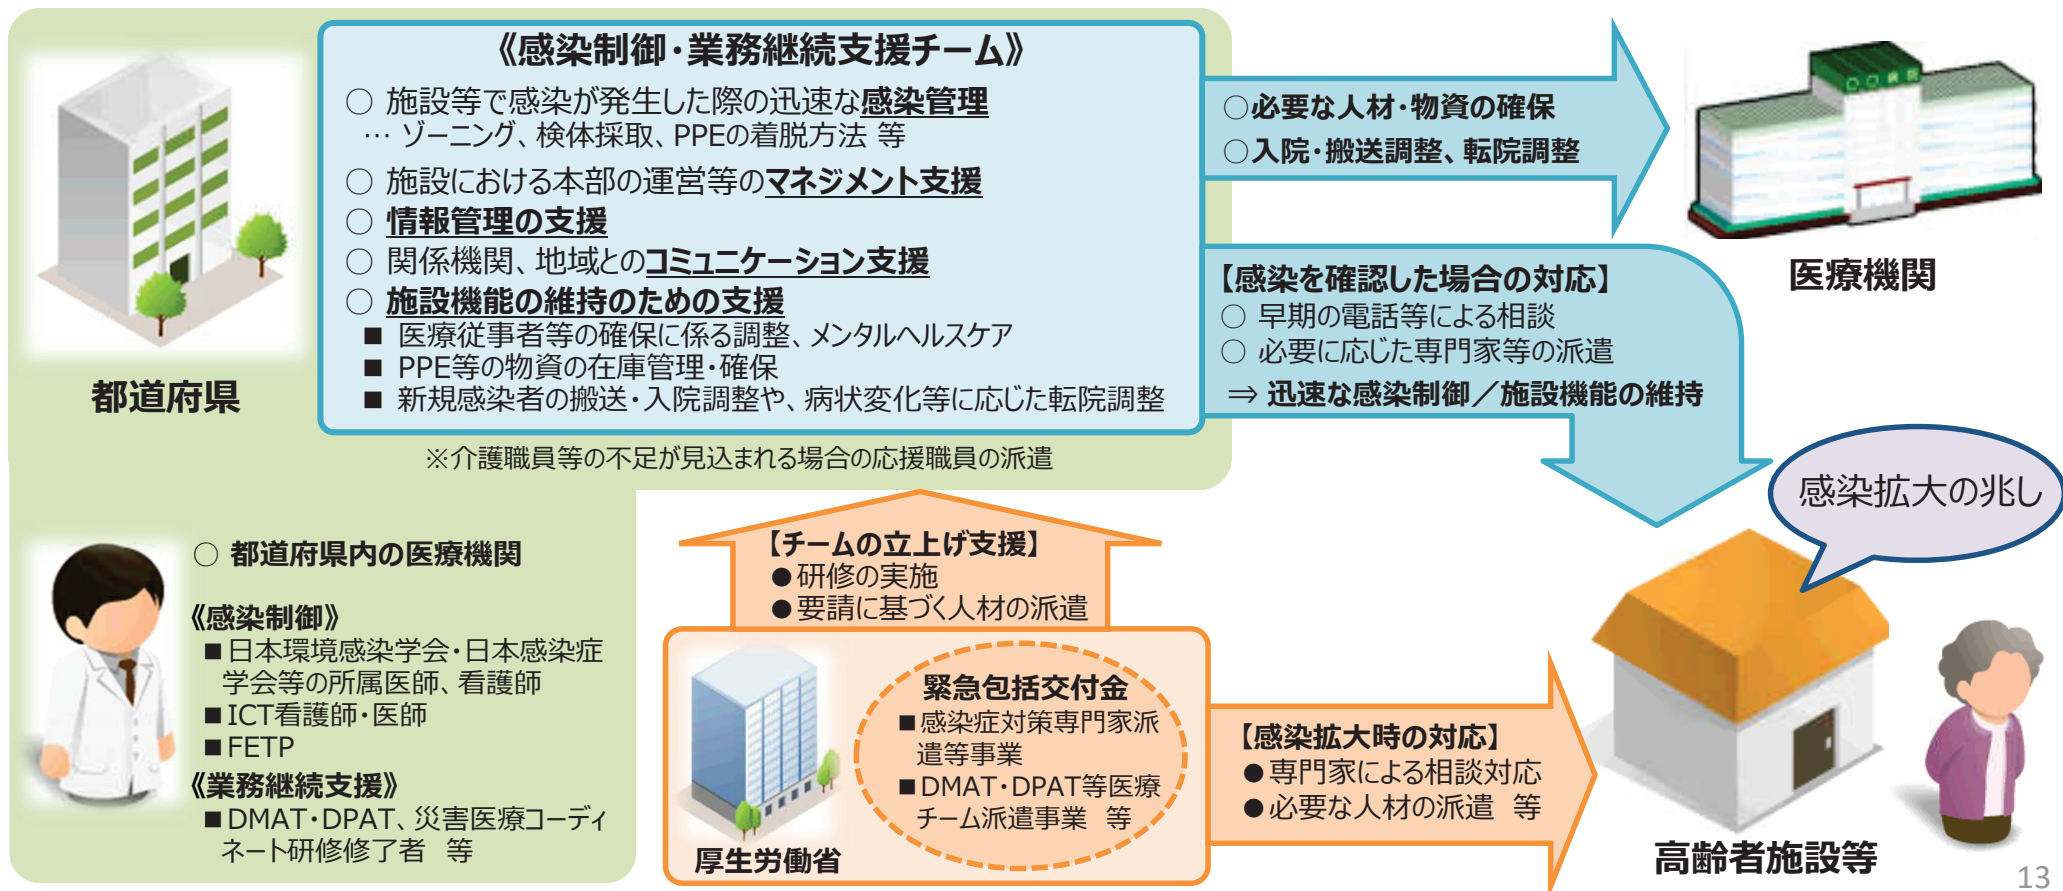 《感染制御・業務継続支援チーム》
○ 施設等で感染が発生した際の迅速な感染管理
… ゾーニング、検体採取、PPEの着脱方法 等
○ 施設における本部の運営等のマネジメント支援
○ 情報管理の支援
○ 関係機関、地域とのコミュニケーション支援
○ 施設機能の維持のための支援
■ 医療従事者等の確保に係る調整、メンタルヘルスケア
■ PPE等の物資の在庫管理・確保
■ 新規感染者の搬送・入院調整や、病状変化等に応じた転院調整
都道府県
※介護職員等の不足が見込まれる場合の応援職員の派遣
○必要な人材・物資の確保
○入院・搬送調整、転院調整
○○病院
医療機関
【感染を確認した場合の対応】
○ 早期の電話等による相談
○ 必要に応じた専門家等の派遣
⇒ 迅速な感染制御／施設機能の維持
感染拡大の兆し
○ 都道府県内の医療機関
《感染制御》
■日本環境感染学会・日本感染症
学会等の所属医師、看護師
■ICT看護師・医師
■FETP
《業務継続支援》
■DMAT・DPAT、災害医療コーディ
ネート研修修了者 等
【チームの立上げ支援】
●研修の実施
●要請に基づく人材の派遣
緊急包括交付金
■感染症対策専門家派
遣等事業
■DMAT・DPAT等医療
チーム派遣事業 等
厚生労働省
【感染拡大時の対応】
●専門家による相談対応
●必要な人材の派遣 等
高齢者施設等
13